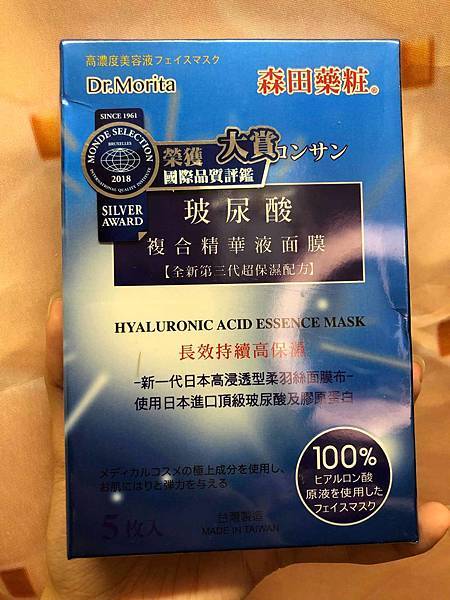 高濃度美容液フェイスマスク
Dr.Morita
森田藥粧®
SINCE 1961
MONDE SELECTION
BRUXELLES
2018
INTERNATIONAL QUALITY INSTITUTE
SILVER
AWARD
榮獲 大賞
國際品質評鑑
ロンサン
玻尿酸
複合精華液面膜
【全新第三代超保濕配方】
HYALURONIC ACID ESSENCE MASK
長效持續高保濕
-新一代日本高浸透型柔羽絲面膜布-
使用日本進口頂級玻尿酸及膠原蛋白
メディカルコスメの極上成分を使用し、
お肌にはりと弾力を与える
100%
ヒアルロン酸
原液を使用した
フェイスマスク
5枚入
台灣製造
MADE IN TAIWAN